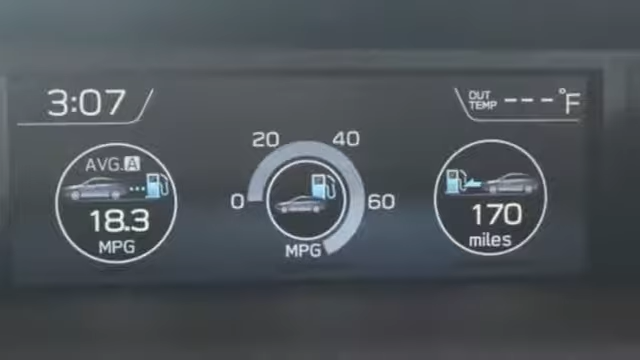 3:07
OUT
TEMP ---°F
20 40
AVG.A
0 60
18.3
MPG
MPG
170
miles